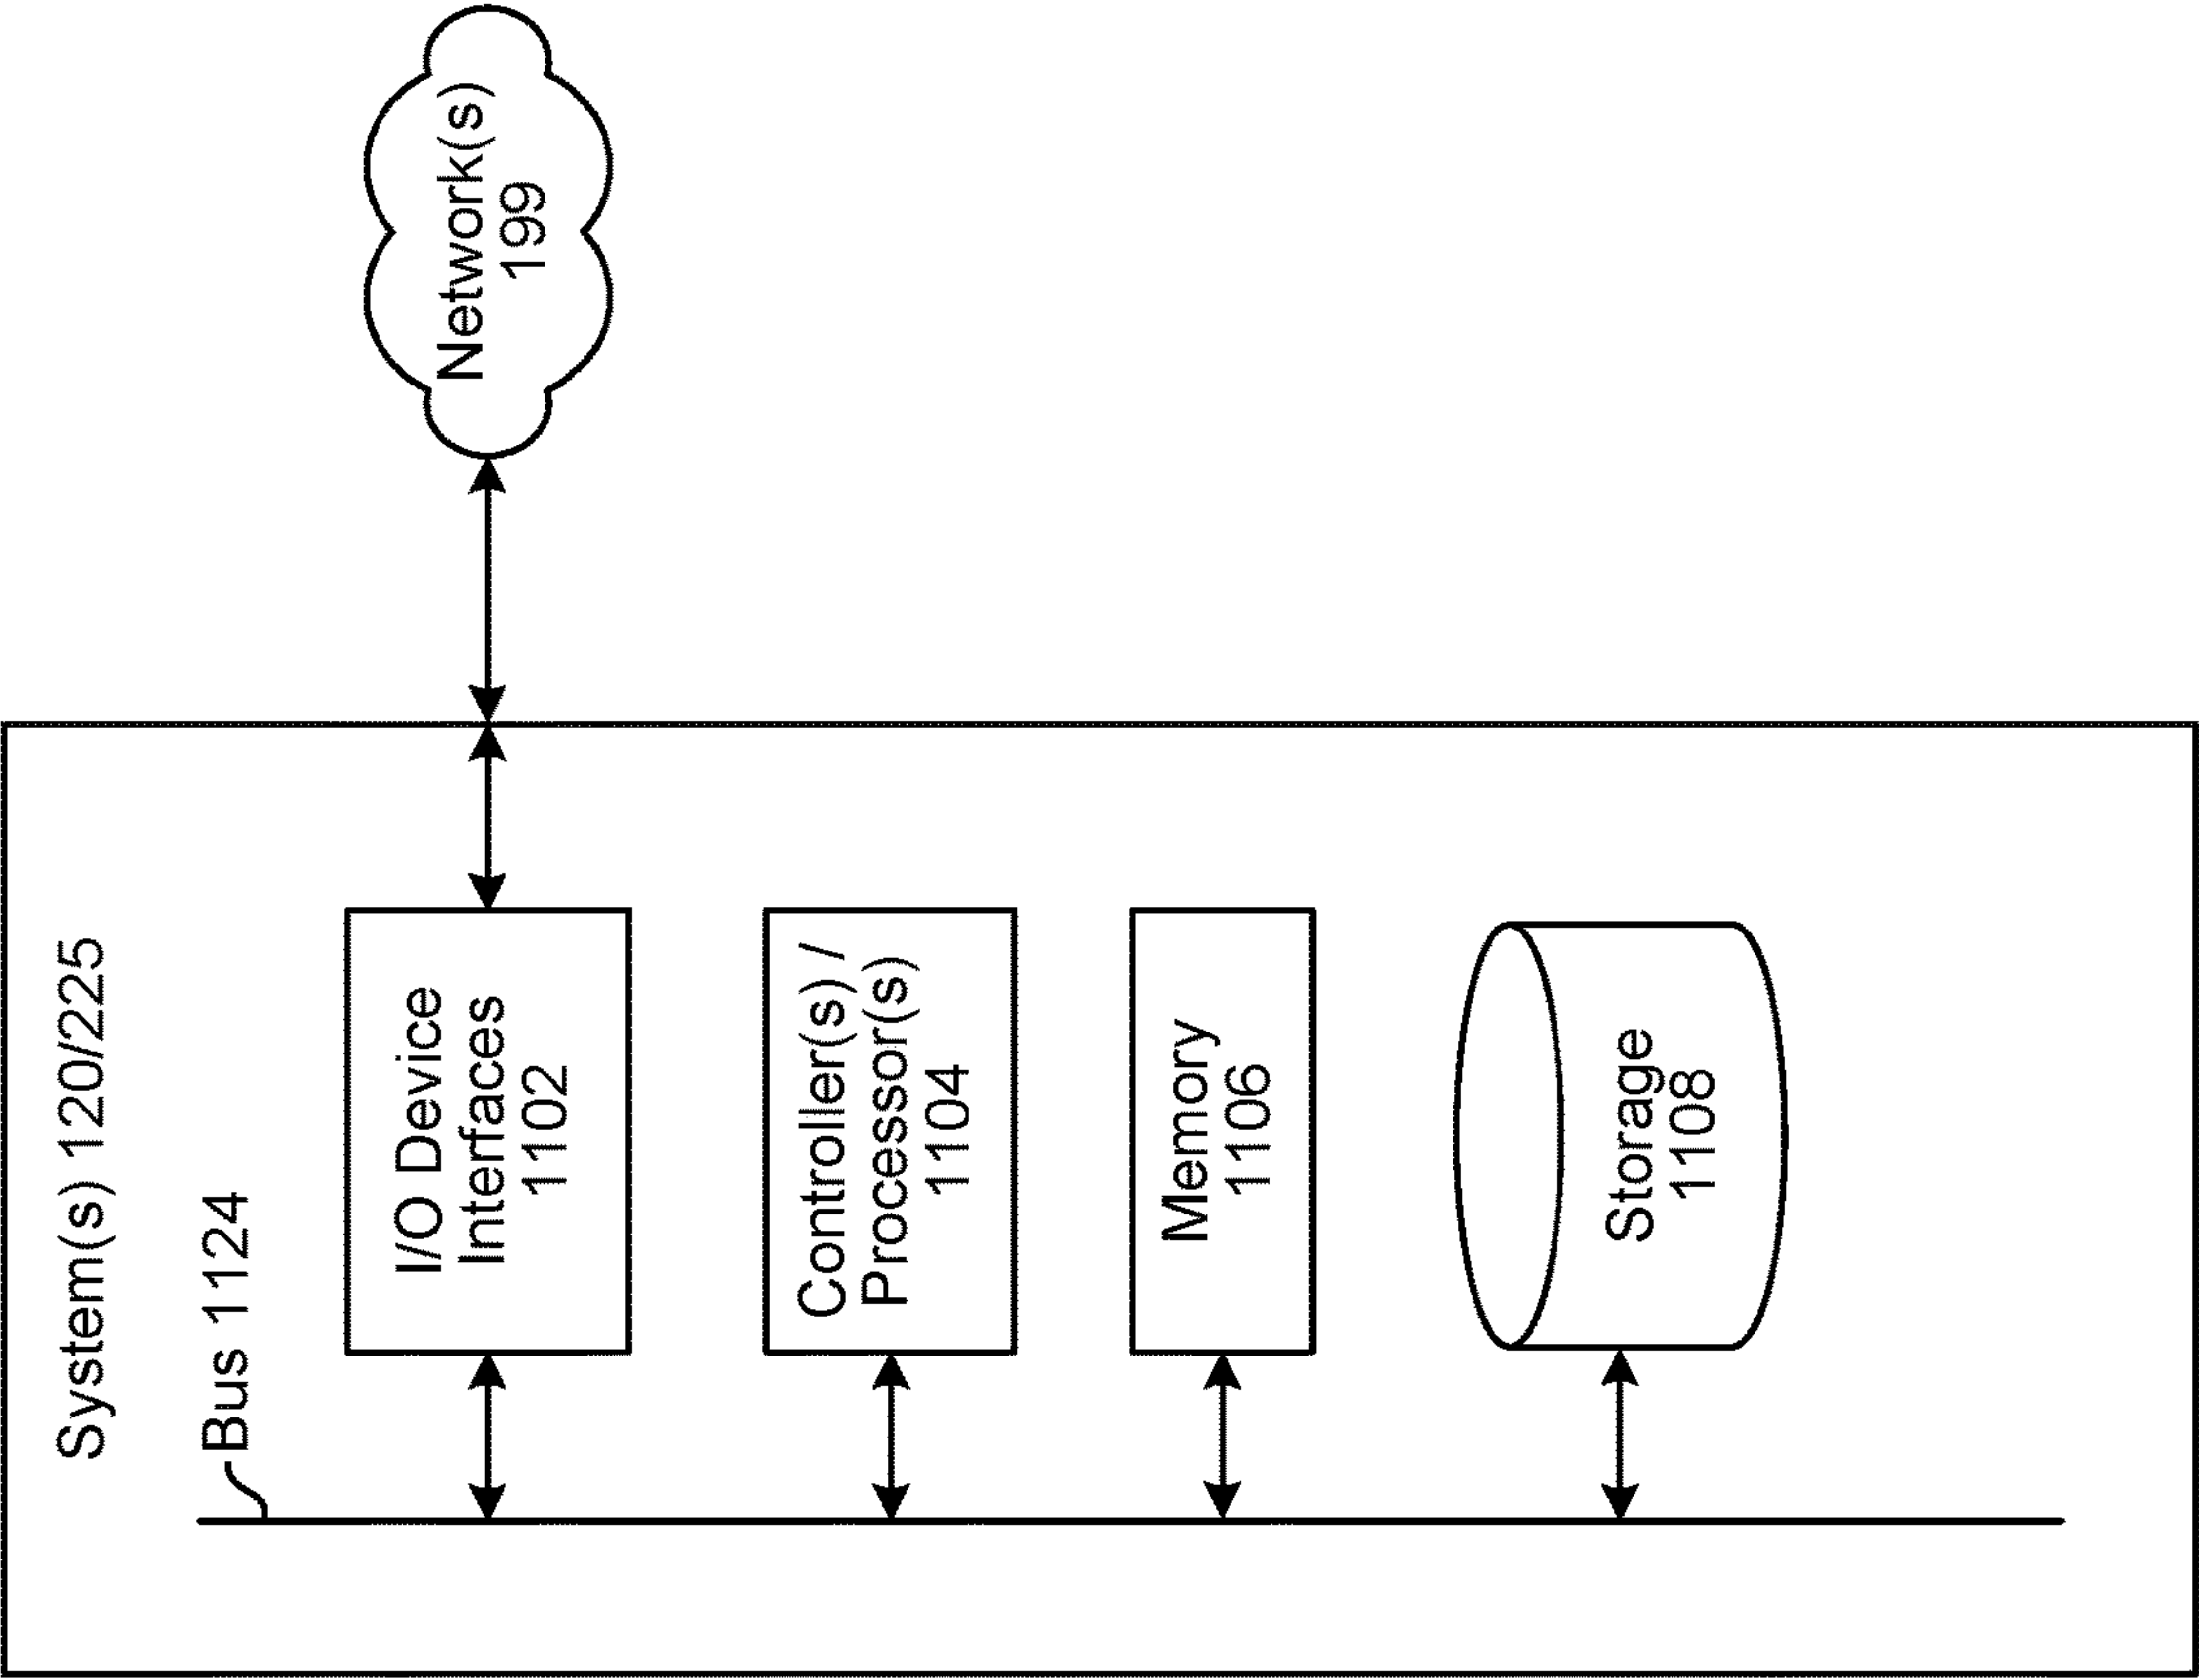 System(s) 120/225
Bus 1124
I/O Device
Interfaces
1102
Controller(s) /
Processor(s)
1104
Memory
1106
Storage
1108
Network(s)
199